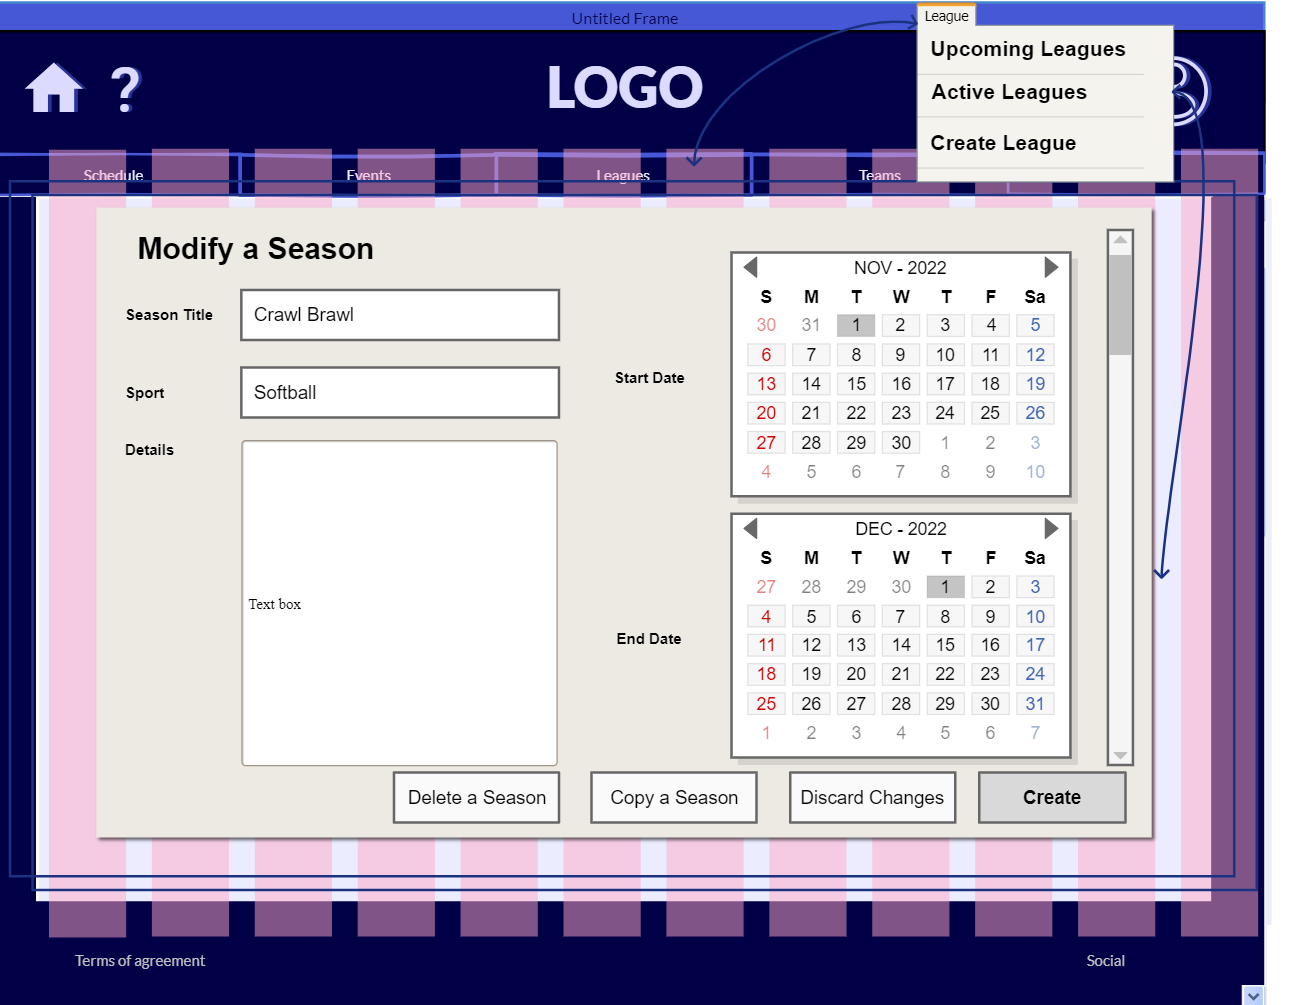 Untitled Frame
League
Upcoming Leagues
Active Leagues
Create League
?
LOGO
Schedule
Events
Leagues
Teams
Modify a Season
Season Title
Crawl Brawl
Sport
Softball
Details
Text box
Start Date
NOV - 2022
S M T W T F Sa
30 31 1 2 3 4 5
6 7 8 9 10 11 12
13 14 15 16 17 18 19
20 21 22 23 24 25 26
27 28 29 30 1 2 3
4 5 6 7 8 9 10
End Date
DEC - 2022
S M T W T F Sa
27 28 29 30 1 2 3
4 5 6 7 8 9 10
11 12 13 14 15 16 17
18 19 20 21 22 23 24
25 26 27 28 29 30 31
1 2 3 4 5 6 7
Delete a Season
Copy a Season
Discard Changes
Create
Terms of agreement
Social